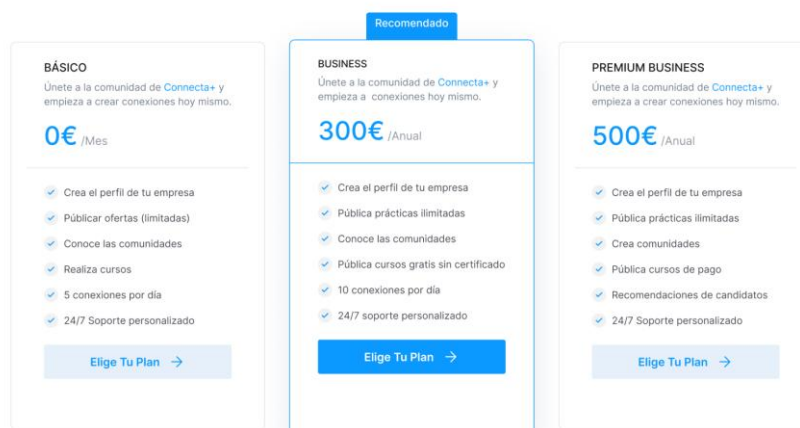 Recomendado
BÁSICO
Únete a la comunidad de Connecta+ y
empieza a crear conexiones hoy mismo.
0€ /Mes
Crea el perfil de tu empresa
Públicar ofertas (limitadas)
Conoce las comunidades
Realiza cursos
5 conexiones por día
24/7 Soporte personalizado
Elige Tu Plan
BUSINESS
Únete a la comunidad de Connecta+ y
empieza a conexiones hoy mismo.
300€ /Anual
Crea el perfil de tu empresa
Pública prácticas ilimitadas
Conoce las comunidades
Pública cursos gratis sin certificado
10 conexiones por día
24/7 soporte personalizado
Elige Tu Plan
PREMIUM BUSINESS
Únete a la comunidad de Connecta+ y
empieza a crear conexiones hoy mismo.
500€ /Anual
Crea el perfil de tu empresa
Pública prácticas ilimitadas
Crea comunidades
Pública cursos de pago
Recomendaciones de candidatos
24/7 Soporte personalizado
Elige Tu Plan